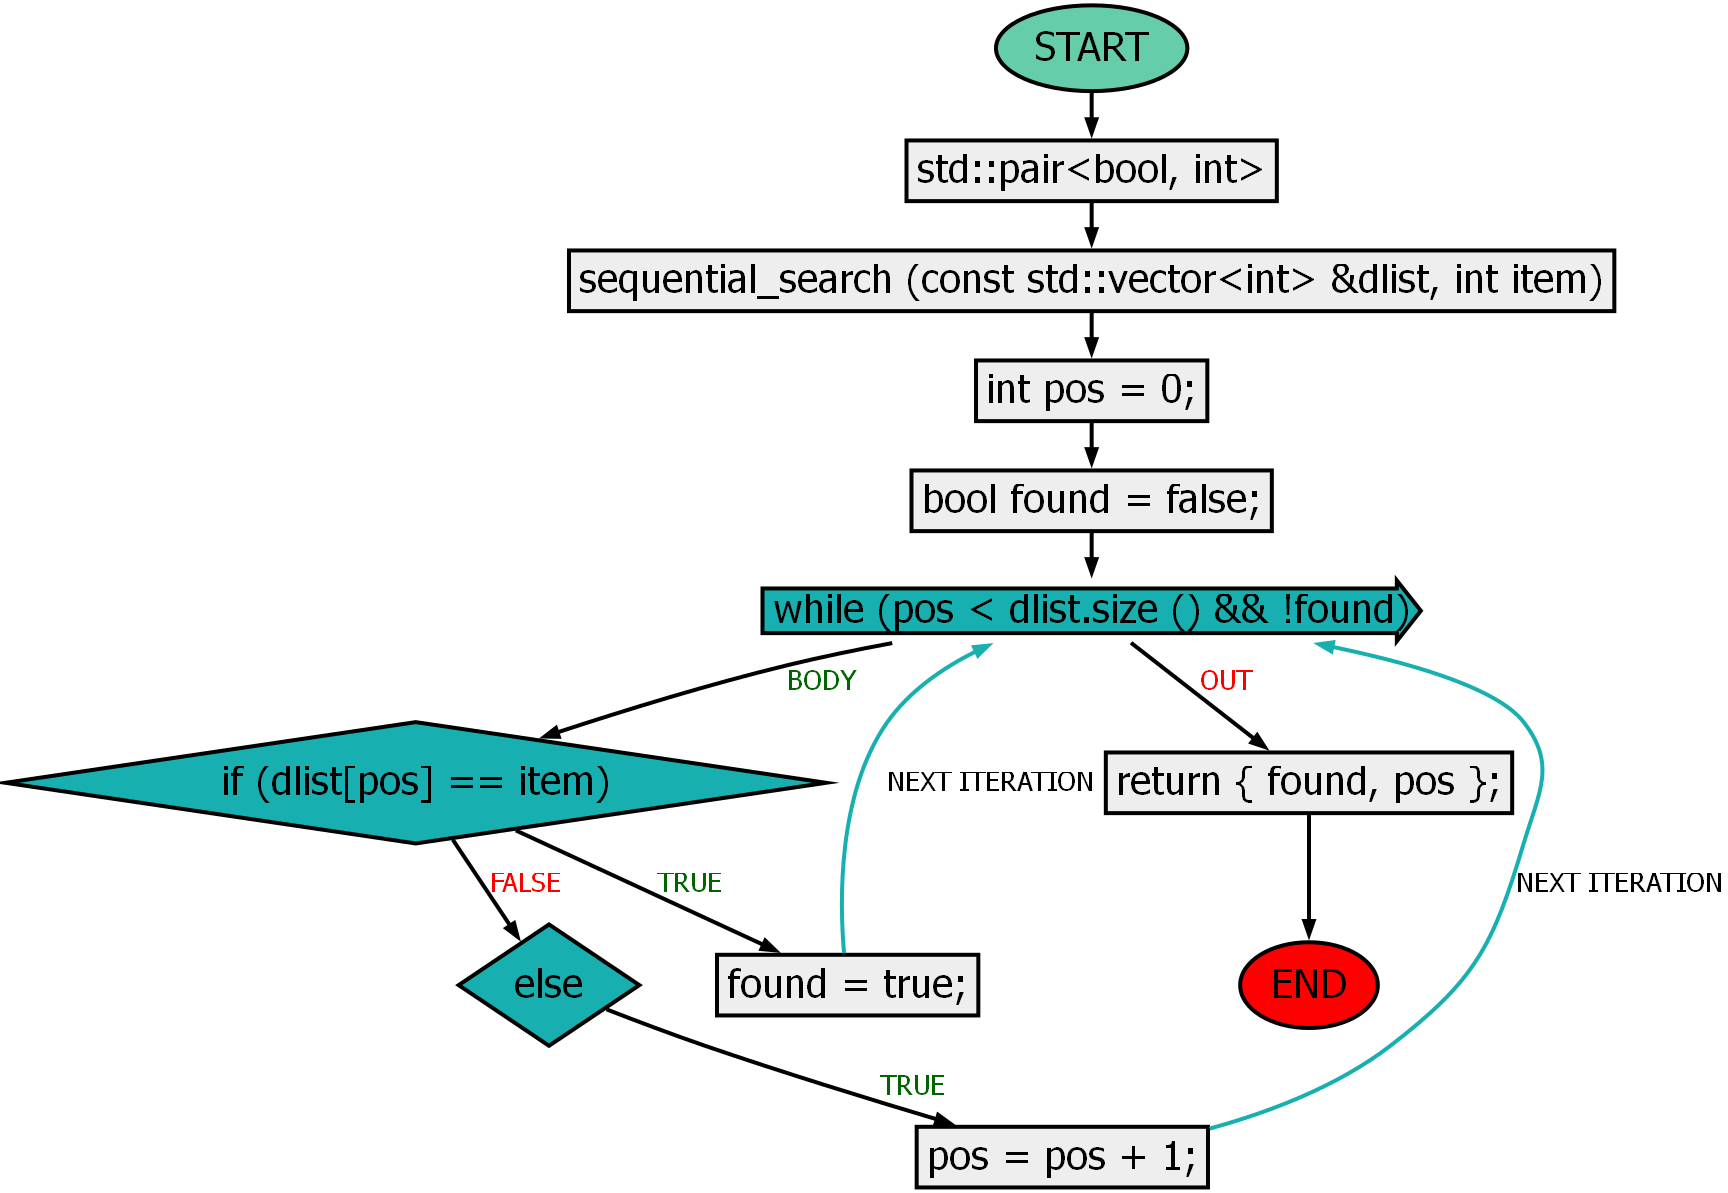 START
std::pair<bool, int>
sequential_search (const std::vector<int> &dlist, int item)
int pos = 0;
bool found = false;
while (pos < dlist.size () && !found)
BODY
OUT
if (dlist[pos] == item)
NEXT ITERATION
return { found, pos };
FALSE
TRUE
NEXT ITERATION
else
found = true;
END
TRUE
pos = pos + 1;